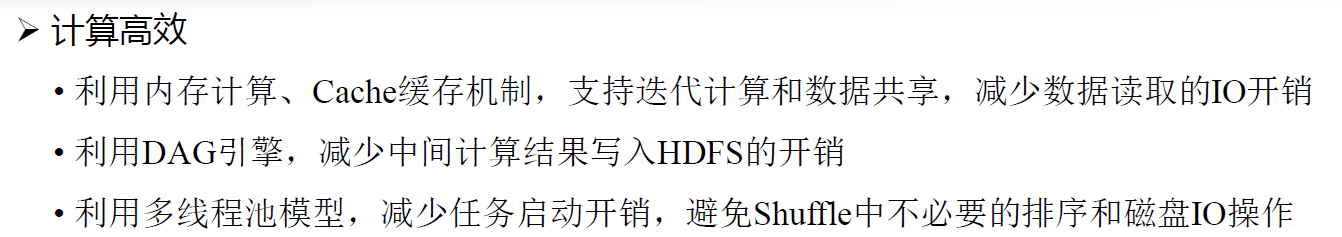 ➢ 计算高效
• 利用内存计算、Cache缓存机制，支持迭代计算和数据共享，减少数据读取的IO开销
• 利用DAG引擎，减少中间计算结果写入HDFS的开销
• 利用多线程池模型，减少任务启动开销，避免Shuffle中不必要的排序和磁盘IO操作